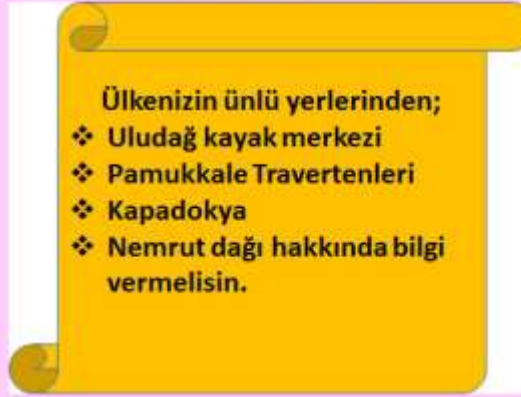 Ülkenizin ünlü yerlerinden;
❖ Uludağ kayak merkezi
❖ Pamukkale Travertenleri
❖ Kapadokya
❖ Nemrut dağı hakkında bilgi
vermelisin.